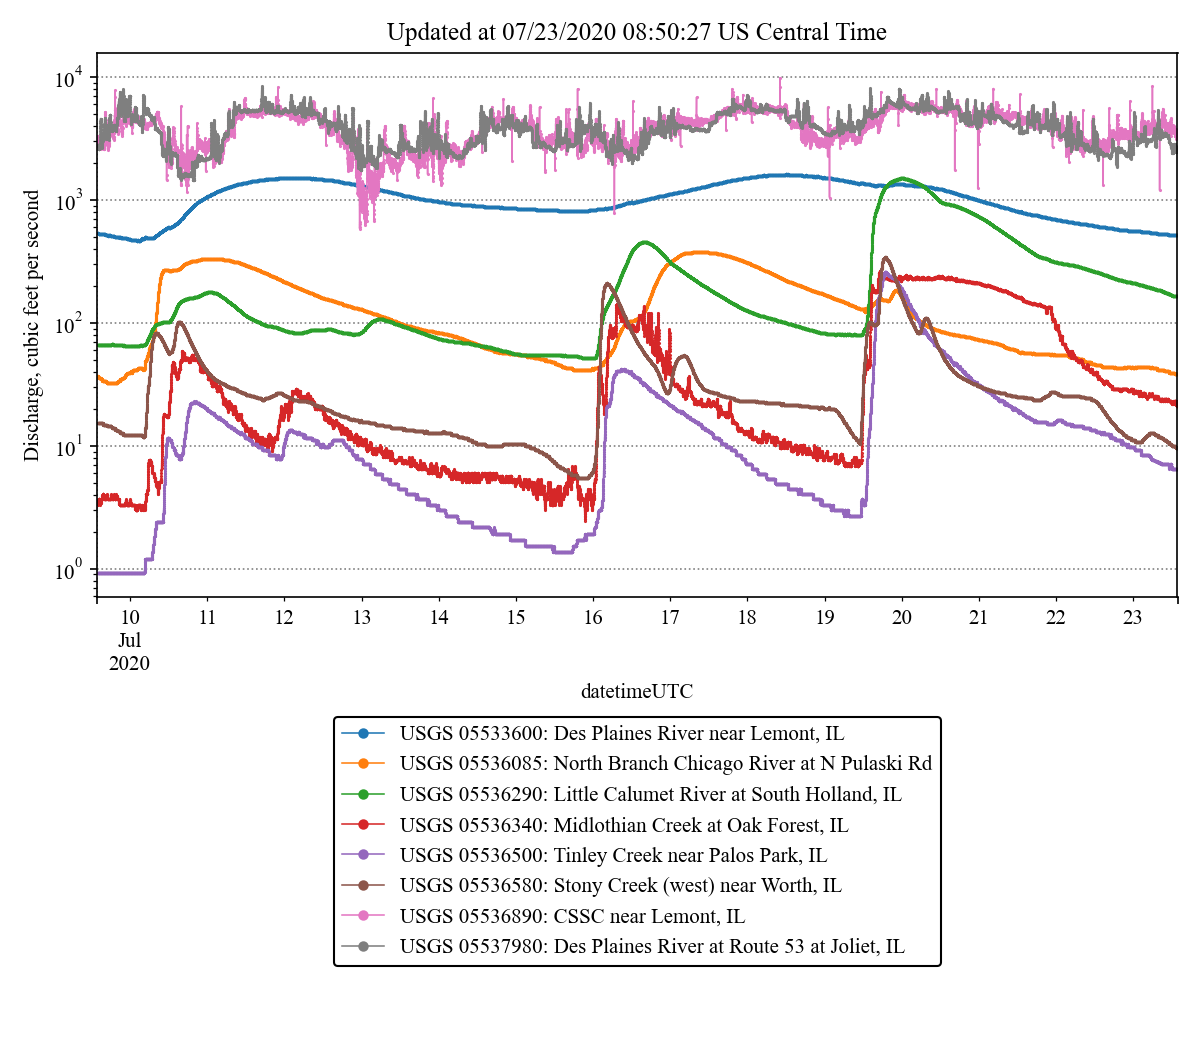 Updated at 07/23/2020 08:50:27 US Central Time
Discharge, cubic feet per second
10^4
10^3
10^2
10^1
10^0
10 11 12 13 14 15 16 17 18 19 20 21 22 23
Jul
2020
datetimeUTC
USGS 05533600: Des Plaines River near Lemont, IL
USGS 05536085: North Branch Chicago River at N Pulaski Rd
USGS 05536290: Little Calumet River at South Holland, IL
USGS 05536340: Midlothian Creek at Oak Forest, IL
USGS 05536500: Tinley Creek near Palos Park, IL
USGS 05536580: Stony Creek (west) near Worth, IL
USGS 05536890: CSSC near Lemont, IL
USGS 05537980: Des Plaines River at Route 53 at Joliet, IL